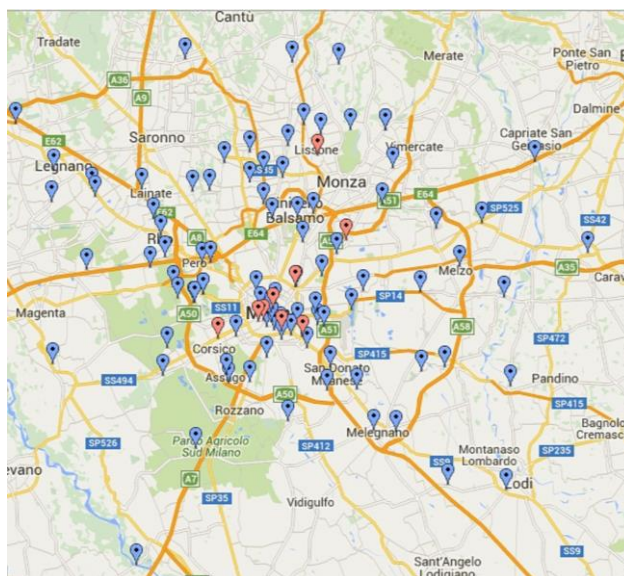 Cantù
Tradate
Merate
Ponte San
Pietro
A36
A9
Dalmine
Saronno
E62
Capriate San
Gervasio
Lissone
Vimercate
Legnano
SS35
Monza
Lainate
A51
E64
SP525
E62
Balsamo
SS42
A8
E64
Pero
Melzo
A35
Carav
SS11
SP14
Magenta
A50
A51
A58
SP472
Corsico
SP415
San Donato
Milanese
Pandino
SS494
Assago
A50
SP415
Rozzano
Bagnolo
Cremasc
Melegnano
SP526
Parco Agricolo
Sud Milano
SP412
Montanaso
Lombardo
SP235
evano
SS9
Lodi
A7
SP35
Vidigulfo
SS9
Sant'Angelo
Lodigiano